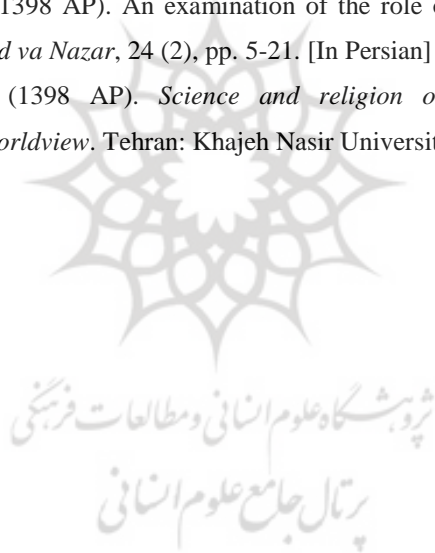 1398 AP). An examination of the role o
d va Nazar, 24 (2), pp. 5-21. [In Persian]
(1398 AP). Science and religion o
orldview. Tehran: Khajeh Nasir Universit
پژوهشگاه علوم انسانی و مطالعات فرهنگی
پرتال جامع علوم انسانی